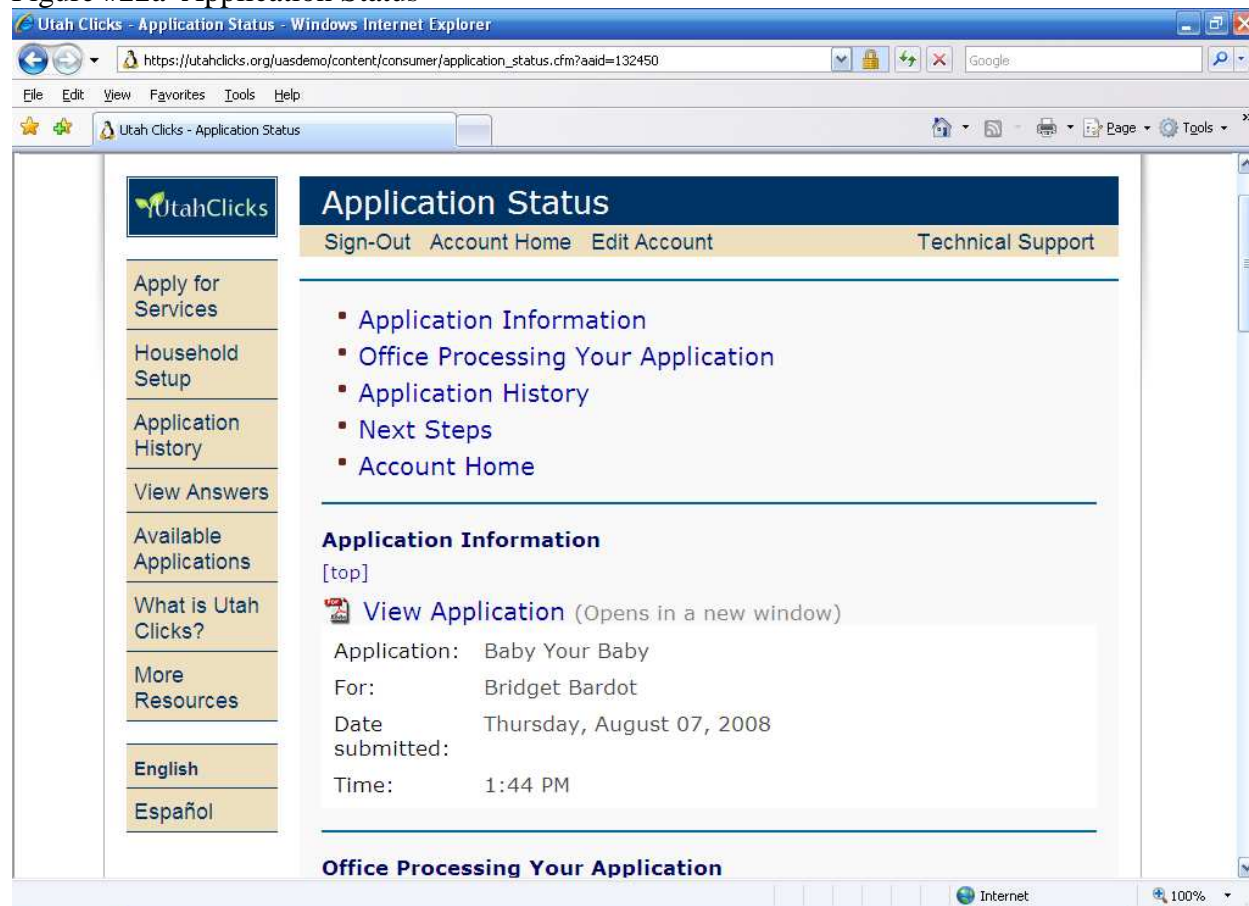 Figure #22a  Application Status
Utah Clicks - Application Status - Windows Internet Explorer
https://utahclicks.org/uasdemo/content/consumer/application_status.cfm?aaid=132450
Google
File Edit View Favorites Tools Help
Utah Clicks - Application Status
Page
Tools
»
UtahClicks
Application Status
Sign-Out Account Home Edit Account Technical Support
Apply for
Services
Household
Setup
Application
History
View Answers
Available
Applications
What is Utah
Clicks?
More
Resources
English
Español
Application Information
Office Processing Your Application
Application History
Next Steps
Account Home
Application Information
[top]
View Application (Opens in a new window)
Application: Baby Your Baby
For: Bridget Bardot
Date Thursday, August 07, 2008
submitted:
Time: 1:44 PM
Office Processing Your Application
Internet
100%